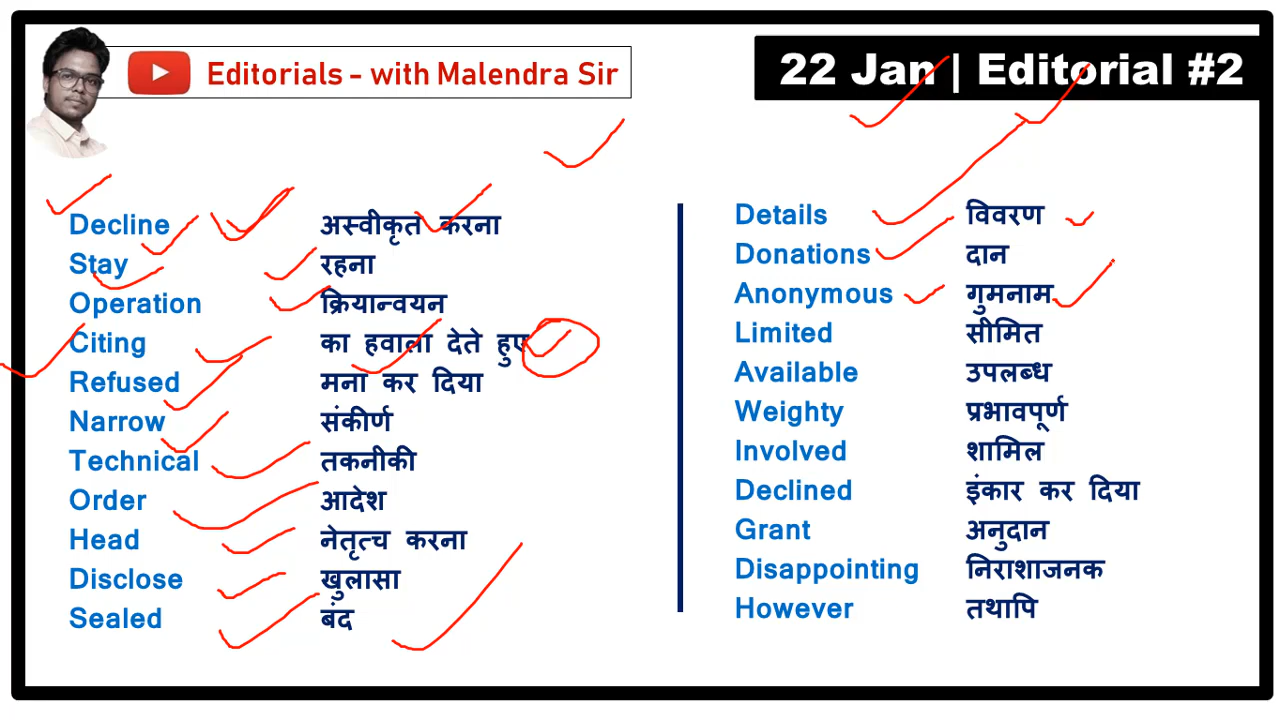 Editorials - with Malendra Sir
22 Jan | Editorial #2
Decline अस्वीकृत करना
Stay रहना
Operation क्रियान्वयन
Citing का हवाला देते हुए
Refused मना कर दिया
Narrow संकीर्ण
Technical तकनीकी
Order आदेश
Head नेतृत्च करना
Disclose खुलासा
Sealed बंद
Details विवरण
Donations दान
Anonymous गुमनाम
Limited सीमित
Available उपलब्ध
Weighty प्रभावपूर्ण
Involved शामिल
Declined इंकार कर दिया
Grant अनुदान
Disappointing निराशाजनक
However तथापि